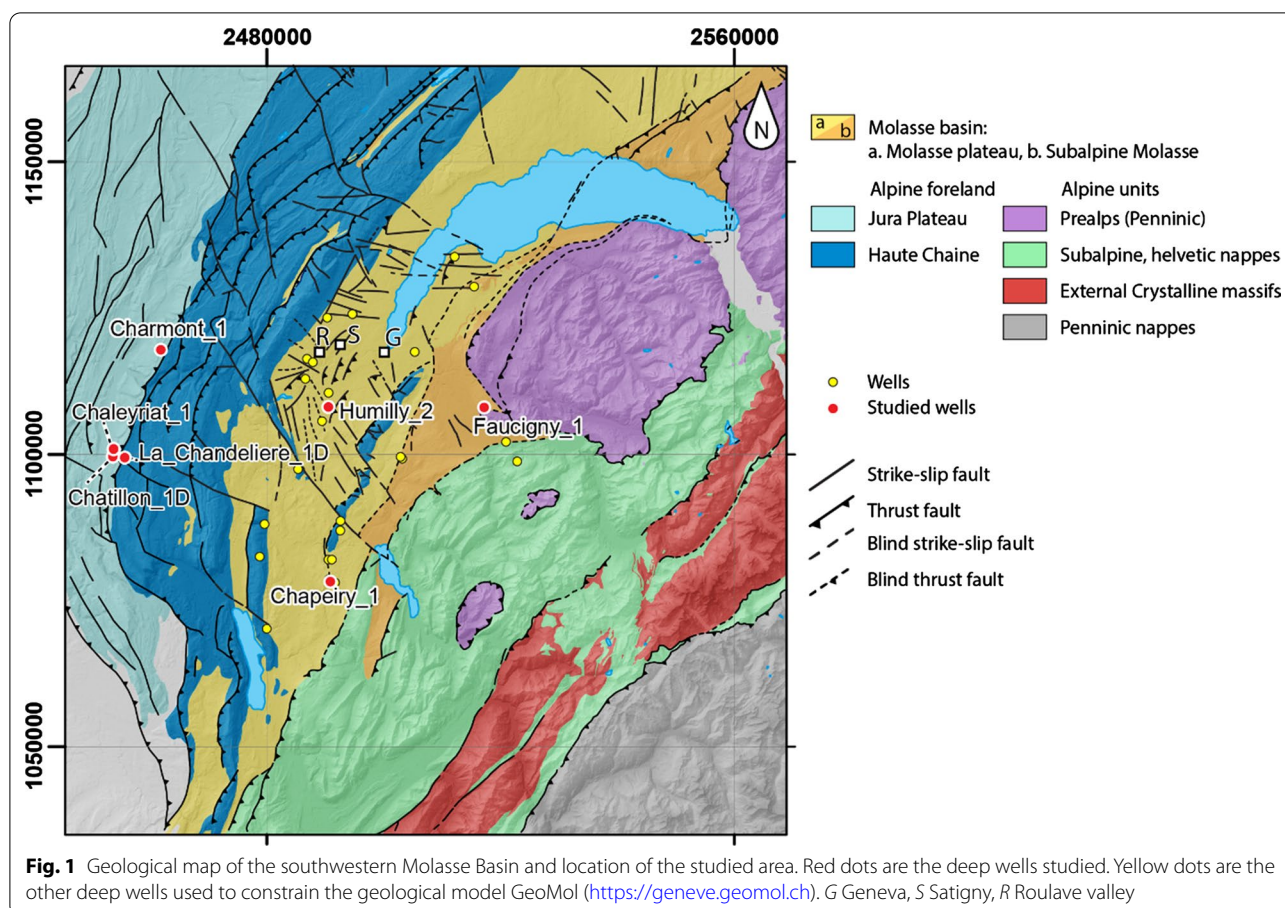 2480000
2560000
1150000
1100000
1050000
N
Charmont_1
R
S
G
Chaleyriat_1
Humilly_2
Faucigny_1
La_Chandeliere_1D
Chatillon_1D
Chapeiry_1
a
b
Molasse basin:
a. Molasse plateau, b. Subalpine Molasse
Alpine foreland
Jura Plateau
Haute Chaine
Alpine units
Prealps (Penninic)
Subalpine, helvetic nappes
External Crystalline massifs
Penninic nappes
Wells
Studied wells
Strike-slip fault
Thrust fault
Blind strike-slip fault
Blind thrust fault
Fig. 1 Geological map of the southwestern Molasse Basin and location of the studied area. Red dots are the deep wells studied. Yellow dots are the
other deep wells used to constrain the geological model GeoMol (https://geneve.geomol.ch). G Geneva, S Satigny, R Roulave valley